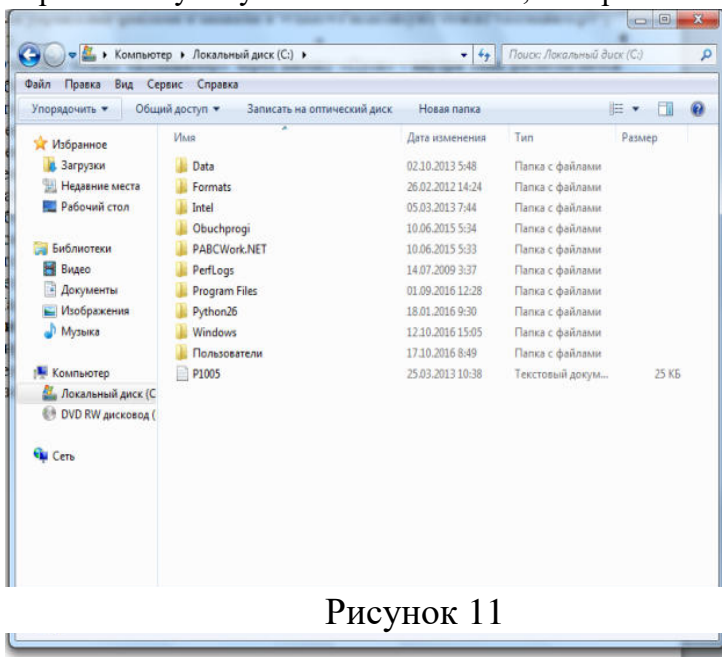 Компьютер ▸ Локальный диск (C:) ▸
Поиск: Локальный диск (C:)
Файл Правка Вид Сервис Справка
Упорядочить Общий доступ Записать на оптический диск Новая папка
Имя Дата изменения Тип Размер
Избранное
Загрузки
Недавние места
Рабочий стол
Библиотеки
Видео
Документы
Изображения
Музыка
Компьютер
Локальный диск (C
DVD RW дисковод (
Сеть
Data 02.10.2013 5:48 Папка с файлами
Formats 26.02.2012 14:24 Папка с файлами
Intel 05.03.2013 7:44 Папка с файлами
Obuchprogi 10.06.2015 5:34 Папка с файлами
PABCWork.NET 10.06.2015 5:33 Папка с файлами
PerfLogs 14.07.2009 3:37 Папка с файлами
Program Files 01.09.2016 12:28 Папка с файлами
Python26 18.01.2016 9:30 Папка с файлами
Windows 12.10.2016 15:05 Папка с файлами
Пользователи 17.10.2016 8:49 Папка с файлами
P1005 25.03.2013 10:38 Текстовый докум... 25 КБ
Рисунок 11